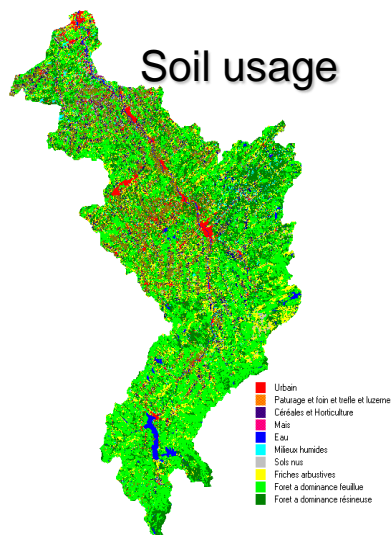 Soil usage
Urbain
Paturage et foin et trefle et luzerne
Céréales et Horticulture
Mais
Eau
Milieux humides
Sols nus
Friches arbustives
Foret a dominance feuillue
Foret a dominance résineuse